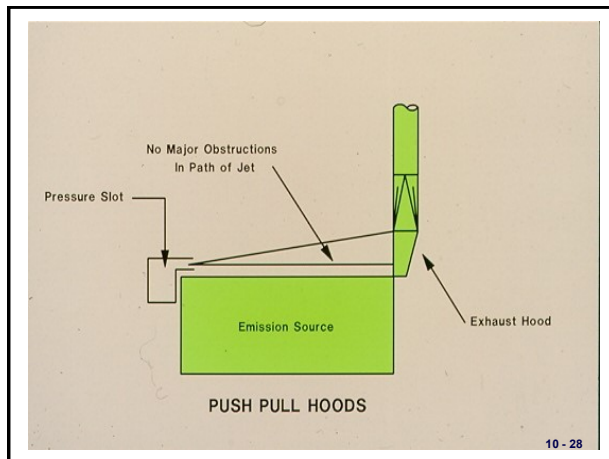 No Major Obstructions
In Path of Jet
Pressure Slot
Emission Source
Exhaust Hood
PUSH PULL HOODS
10 - 28